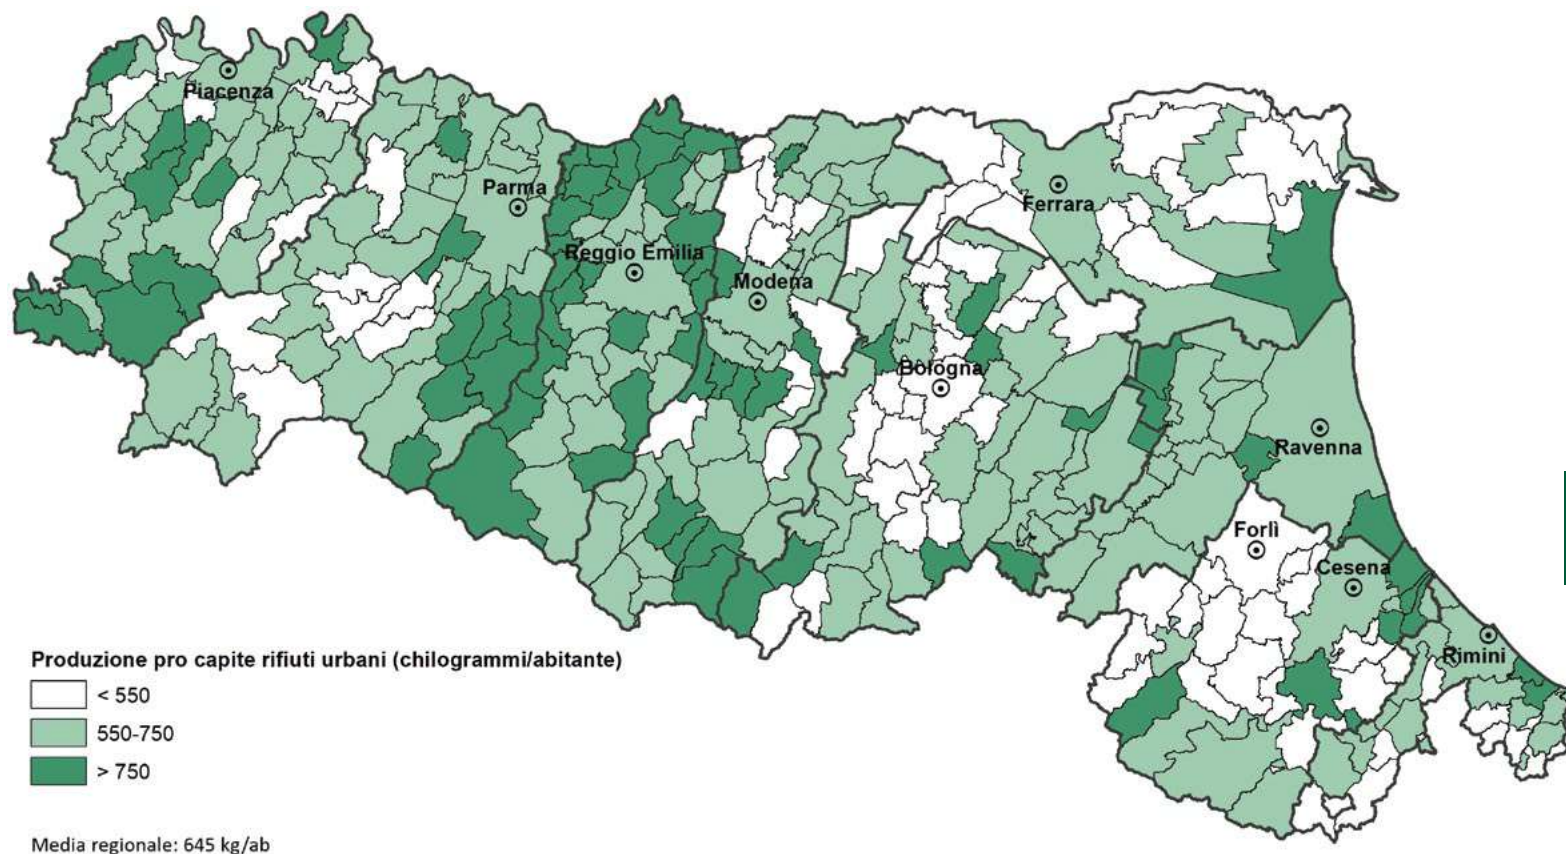 Piacenza
Parma
Reggio Emilia
Modena
Ferrara
Bologna
Ravenna
Forlì
Cesena
Rimini
Produzione pro capite rifiuti urbani (chilogrammi/abitante)
< 550
550-750
> 750
Media regionale: 645 kg/ab